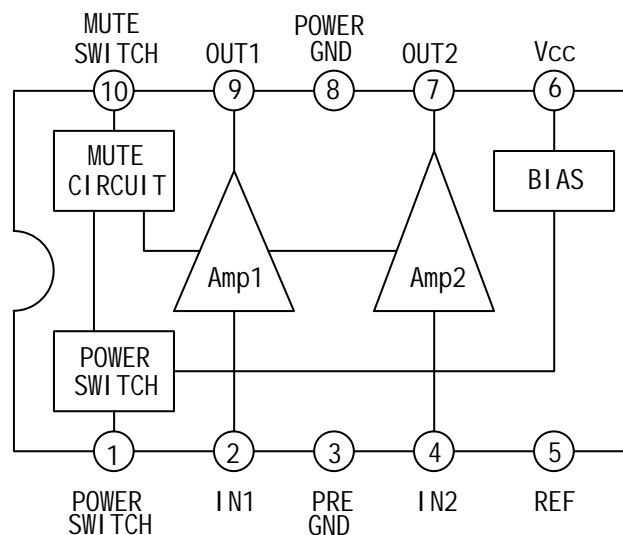 MUTE
SWITCH
OUT1
POWER
GND
OUT2
Vcc
10
9
8
7
6
MUTE
CIRCUIT
BIAS
Amp1
Amp2
POWER
SWITCH
1
2
3
4
5
POWER
SWITCH
IN1
PRE
GND
IN2
REF